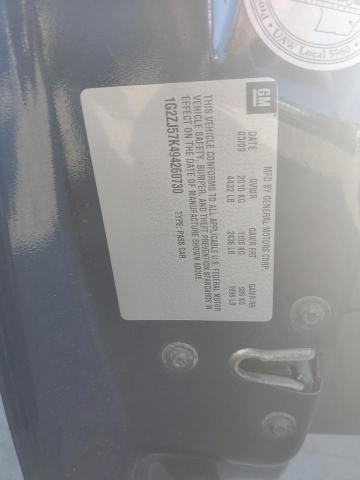 UAW Local 5960
GM
MFD BY GENERAL MOTORS CORP.
DATE GVWR GAWR FRT GAWR RR
03/09 2010 KG 1105 KG 905 KG
4432 LB 2436 LB 1996 LB
THIS VEHICLE CONFORMS TO ALL APPLICABLE U.S. FEDERAL MOTOR
VEHICLE SAFETY, BUMPER, AND THEFT PREVENTION STANDARDS IN
EFFECT ON THE DATE OF MANUFACTURE SHOWN ABOVE.
1G2ZJ57K494260730 TYPE: PASS CAR